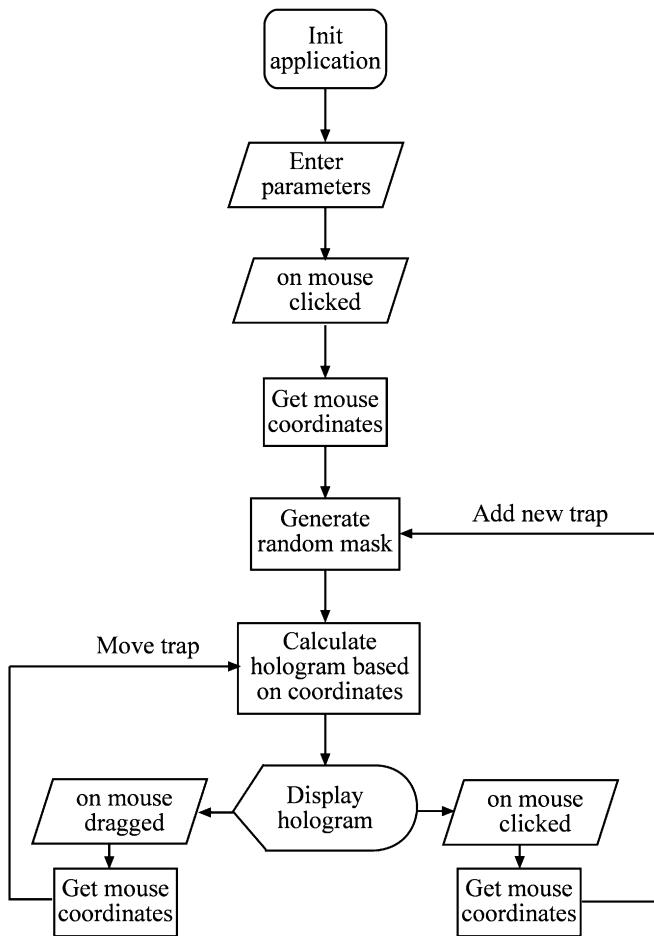 Init
application
Enter
parameters
on mouse
clicked
Get mouse
coordinates
Generate
random mask
Add new trap
Calculate
hologram based
on coordinates
Move trap
Display
hologram
on mouse
dragged
on mouse
clicked
Get mouse
coordinates
Get mouse
coordinates